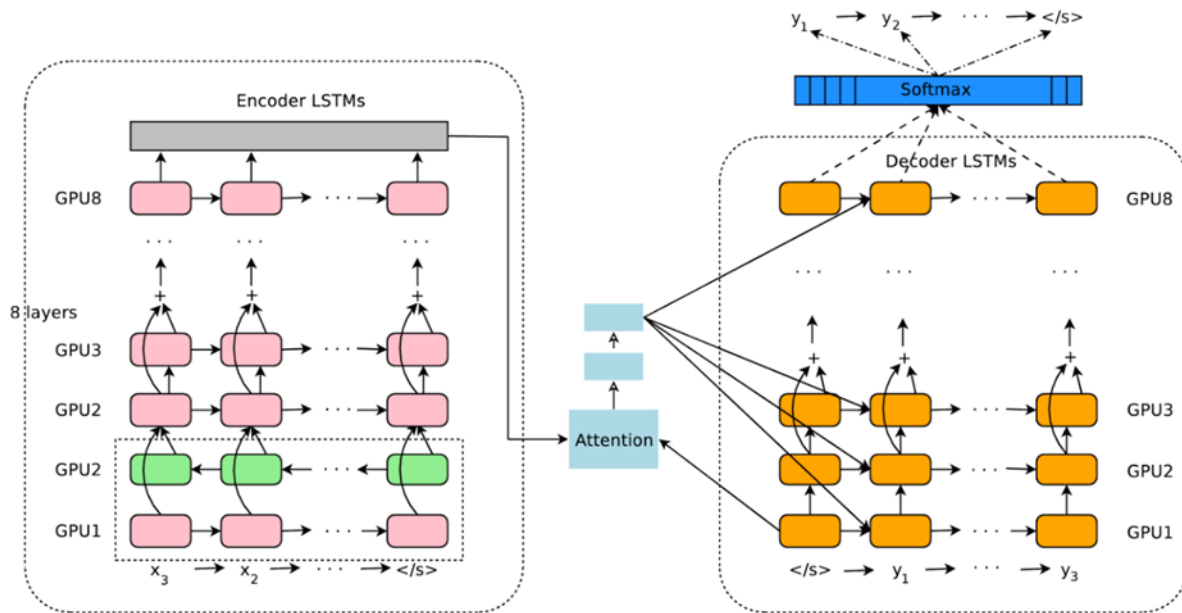 y1 y2 · · · </s>
Softmax
Encoder LSTMs
Decoder LSTMs
GPU8
GPU8
· · ·
· · ·
· · ·
· · ·
· · ·
· · ·
· · ·
· · ·
+ + +
8 layers
GPU3
· · ·
+ + +
GPU2
· · ·
GPU3
· · ·
Attention
GPU2
· · ·
GPU2
· · ·
GPU1
· · ·
GPU1
· · ·
x3 x2 · · · </s>
</s> y1 · · · y3